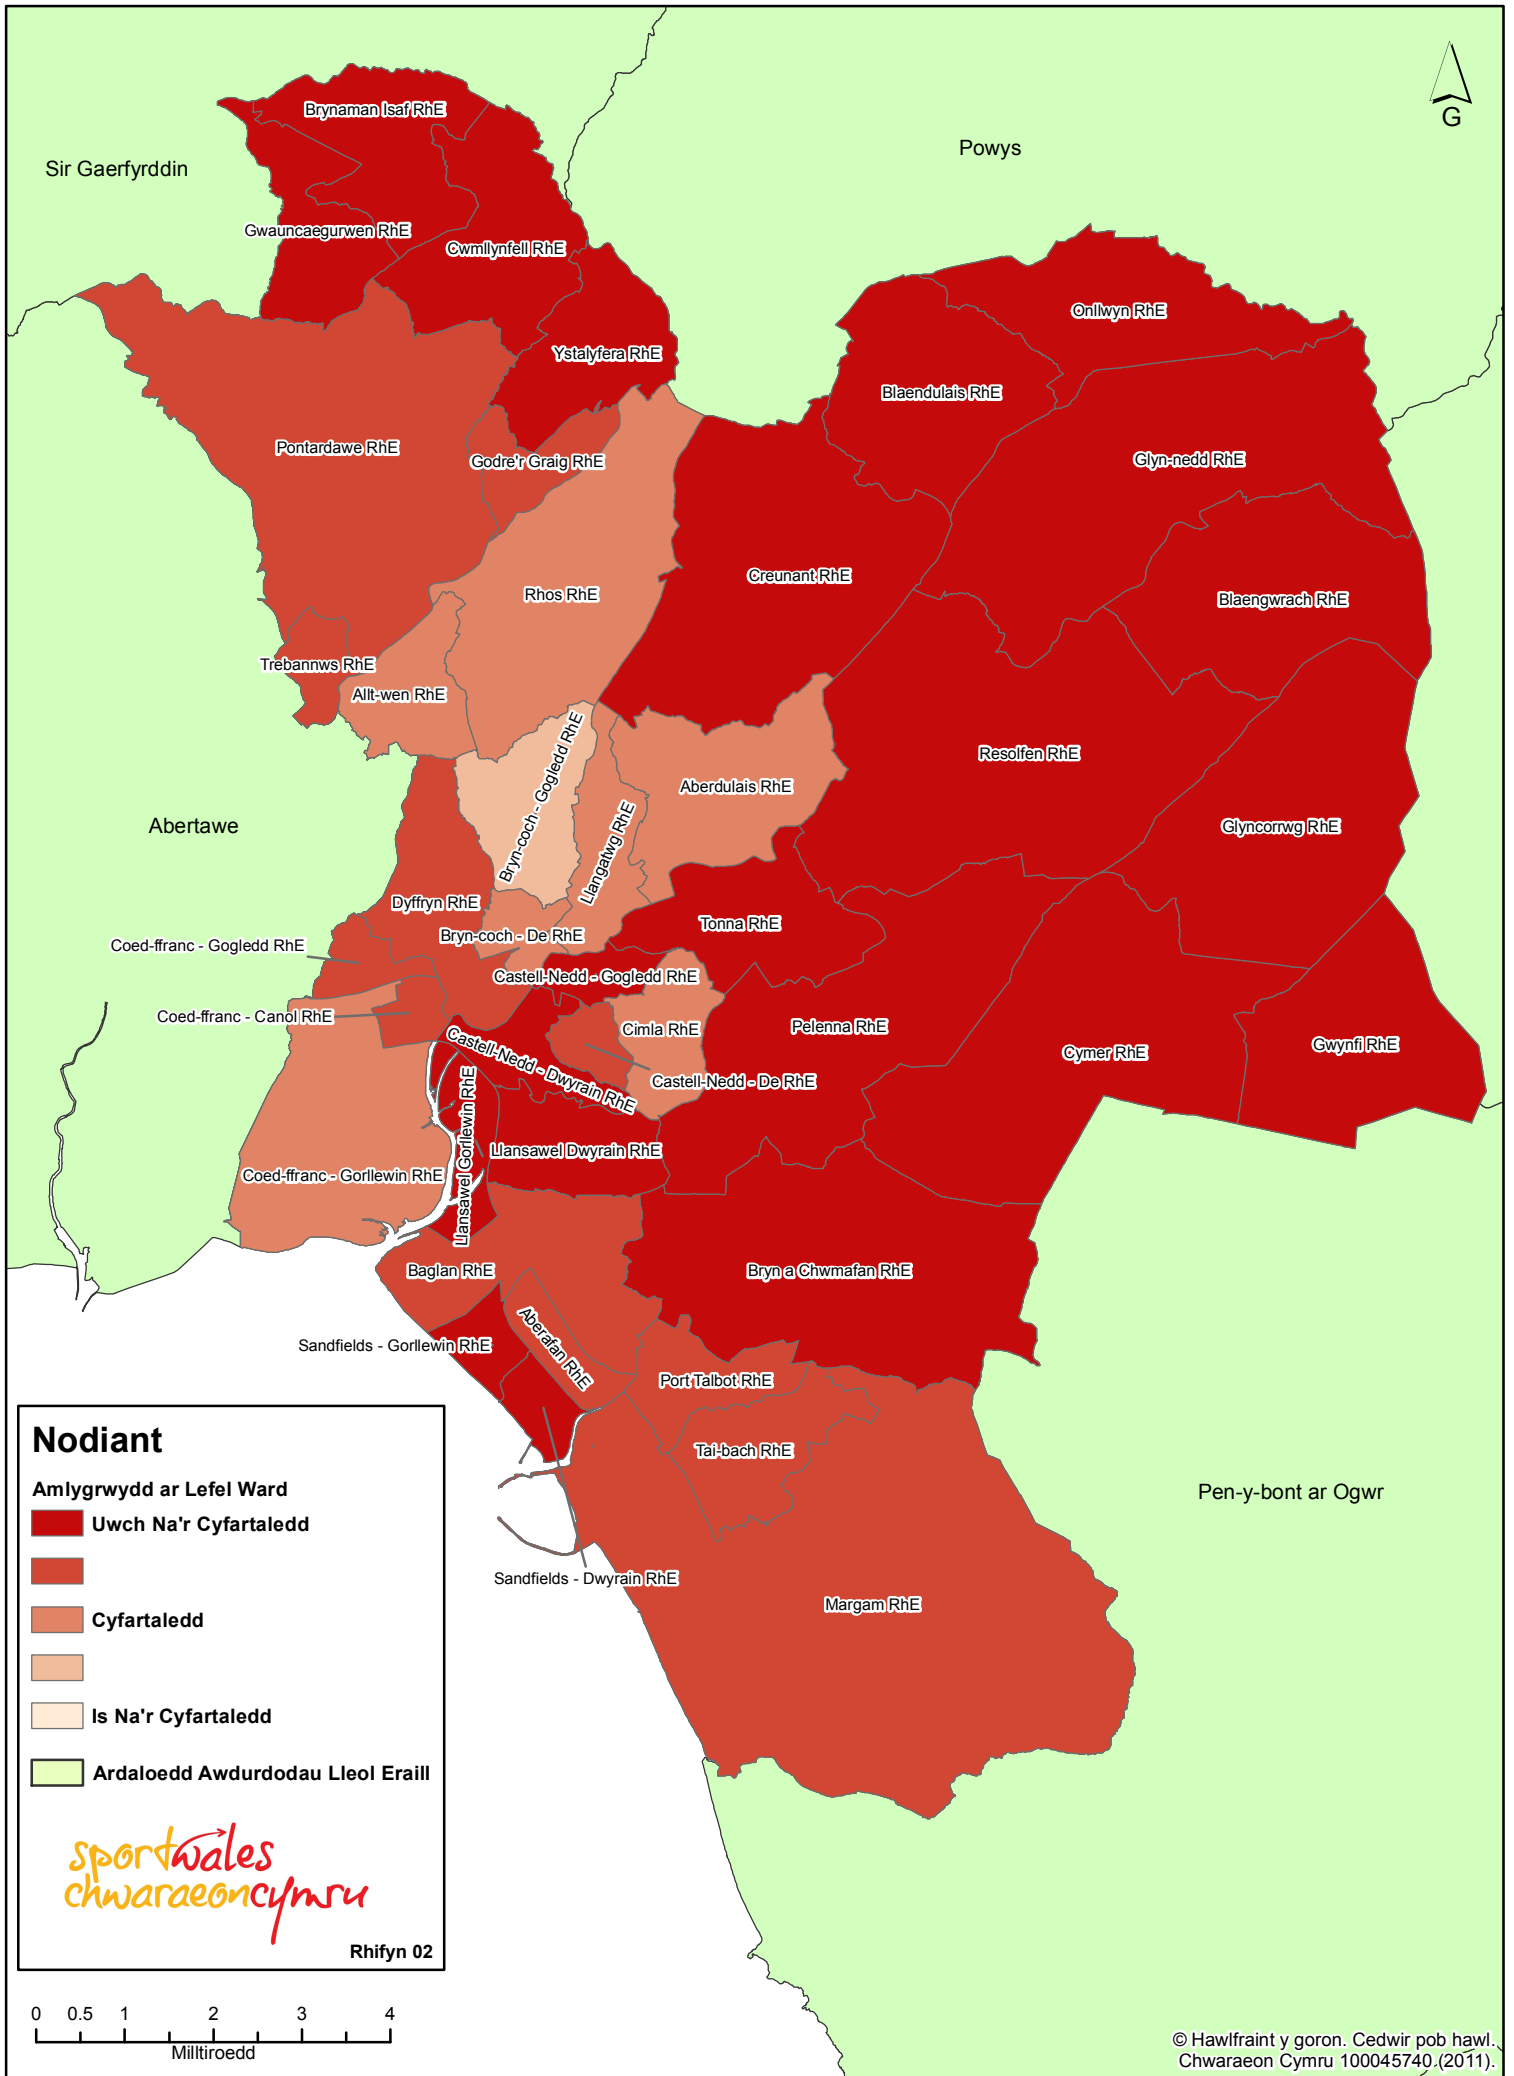 G
Brynaman Isaf RhE
Powys
Sir Gaerfyrddin
Gwauncaegurwen RhE
Cwmllynfell RhE
Onllwyn RhE
Ystalyfera RhE
Blaendulais RhE
Pontardawe RhE
Godre'r Graig RhE
Glyn-nedd RhE
Creunant RhE
Rhos RhE
Blaengwrach RhE
Trebannws RhE
Allt-wen RhE
Resolfen RhE
Bryn-coch - Gogledd RhE
Aberdulais RhE
Abertawe
Llangatwg RhE
Glyncorrwg RhE
Dyffryn RhE
Tonna RhE
Bryn-coch - De RhE
Coed-ffranc - Gogledd RhE
Castell-Nedd - Gogledd RhE
Coed-ffranc - Canol RhE
Cimla RhE
Pelenna RhE
Gwynfi RhE
Cymer RhE
Castell-Nedd - Dwyrain RhE
Castell-Nedd - De RhE
Llansawel Gorllewin RhE
Llansawel Dwyrain RhE
Coed-ffranc - Gorllewin RhE
Baglan RhE
Bryn a Chwmafan RhE
Sandfields - Gorllewin RhE
Aberafan RhE
Port Talbot RhE
Tai-bach RhE
Pen-y-bont ar Ogwr
Sandfields - Dwyrain RhE
Margam RhE
Nodiant
Amlygrwydd ar Lefel Ward
Uwch Na'r Cyfartaledd
Cyfartaledd
Is Na'r Cyfartaledd
Ardaloedd Awdurdodau Lleol Eraill
sportwales
chwaraeoncymru
Rhifyn 02
0 0.5 1 2 3 4
Milltiroedd
© Hawlfraint y goron. Cedwir pob hawl.
Chwaraeon Cymru 100045740 (2011).